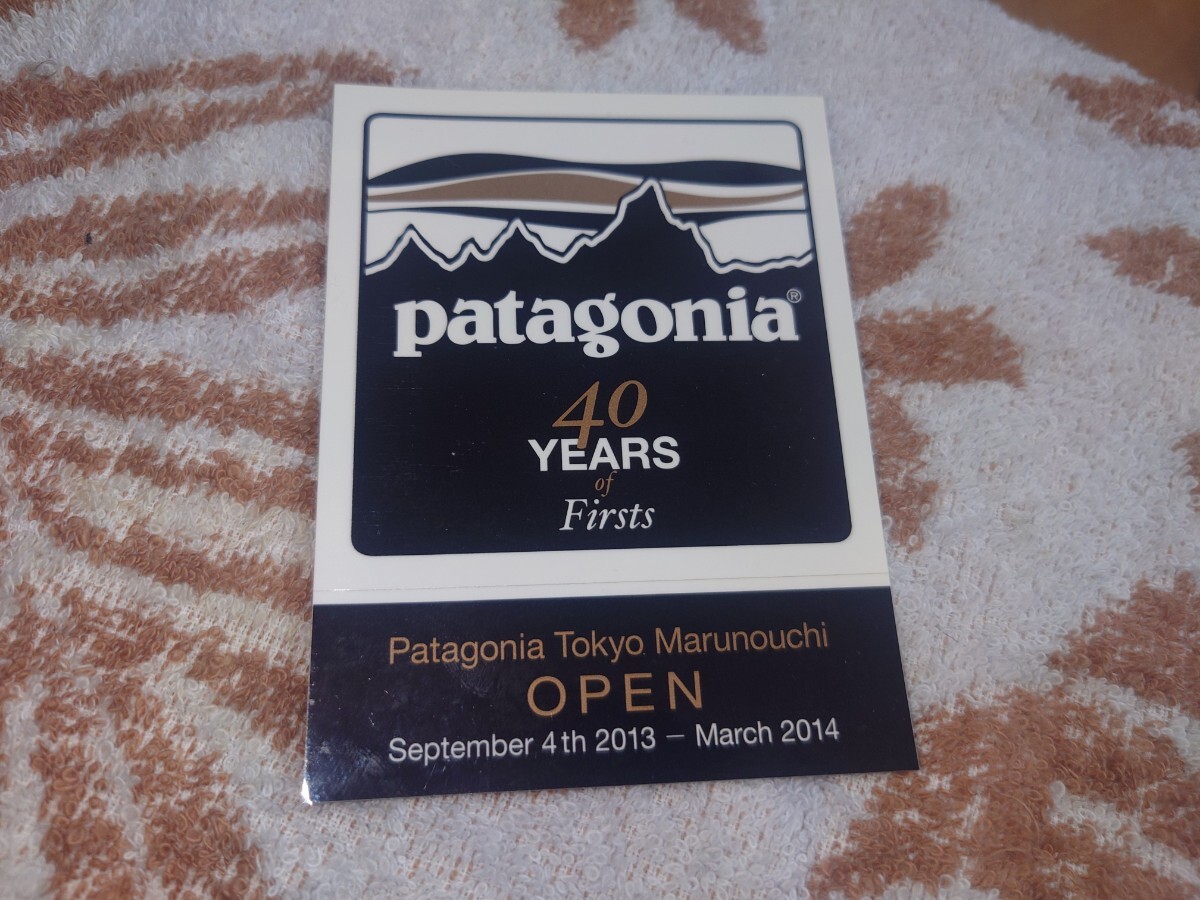 patagonia®
40
YEARS
of
Firsts
Patagonia Tokyo Marunouchi
OPEN
September 4th 2013 – March 2014